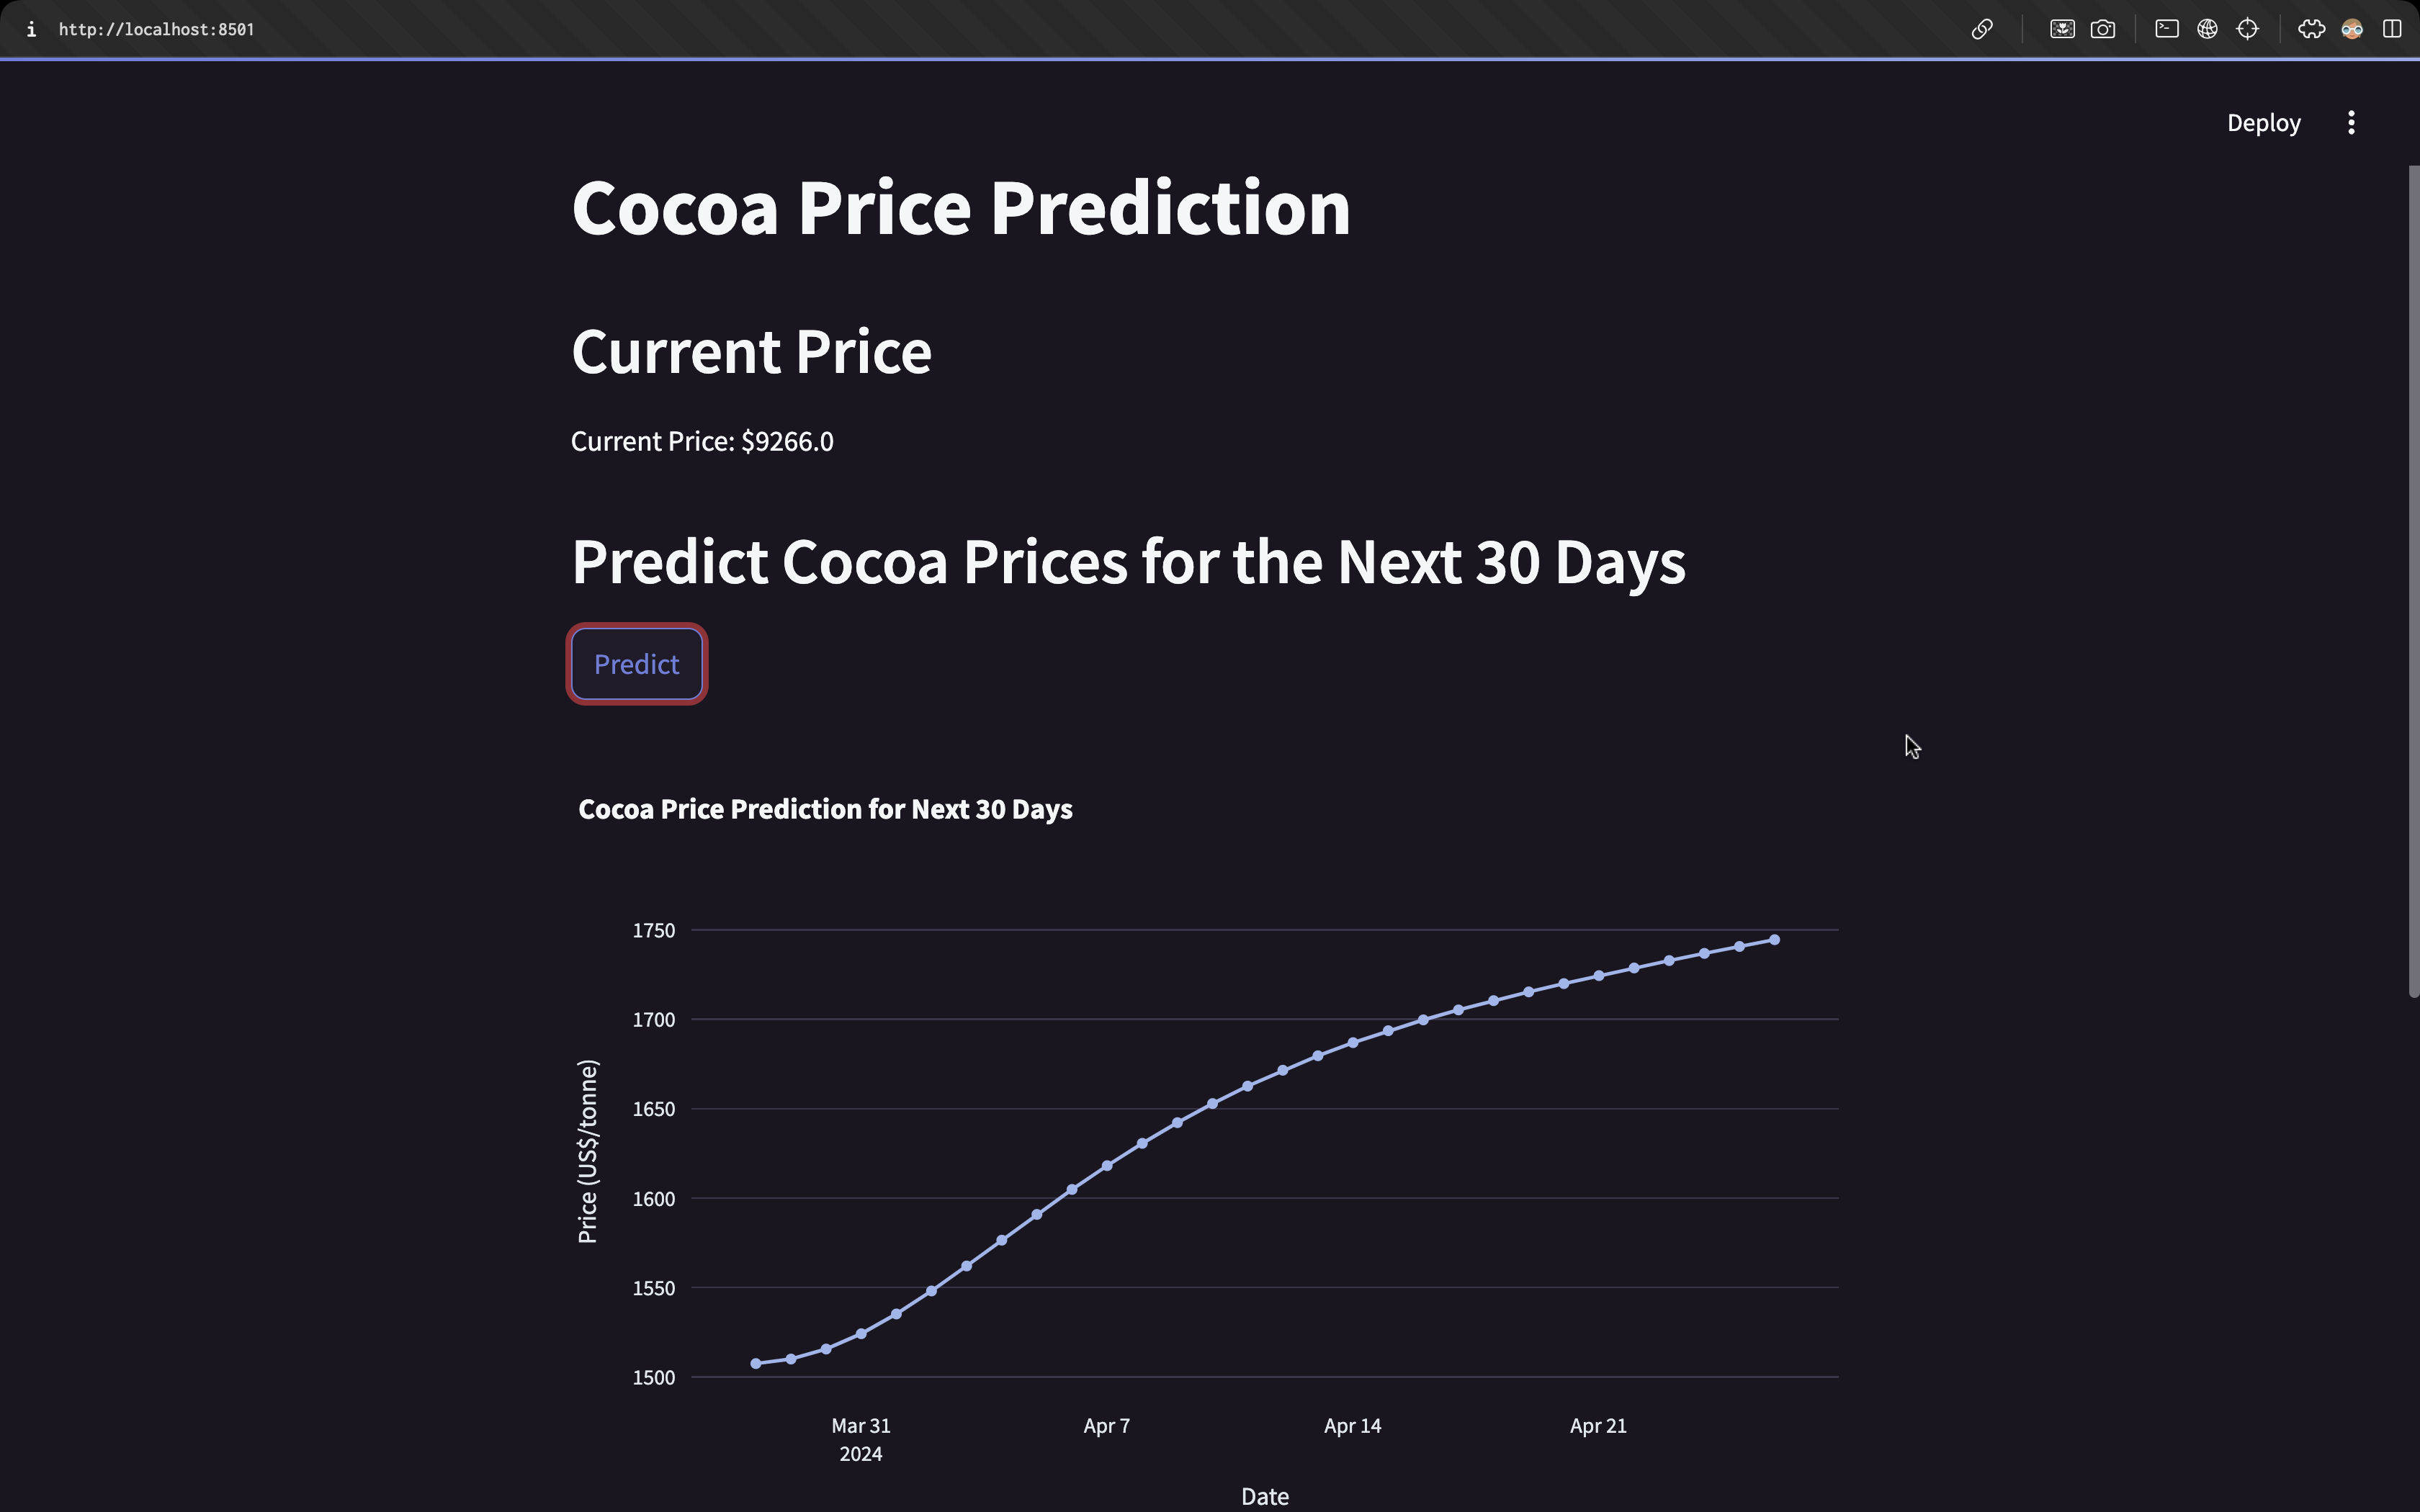 http://localhost:8501
Deploy
Cocoa Price Prediction
Current Price
Current Price: $9266.0
Predict Cocoa Prices for the Next 30 Days
Predict
Cocoa Price Prediction for Next 30 Days
1750
1700
1650
1600
1550
1500
Price (US$/tonne)
Mar 31
2024
Apr 7
Apr 14
Apr 21
Date